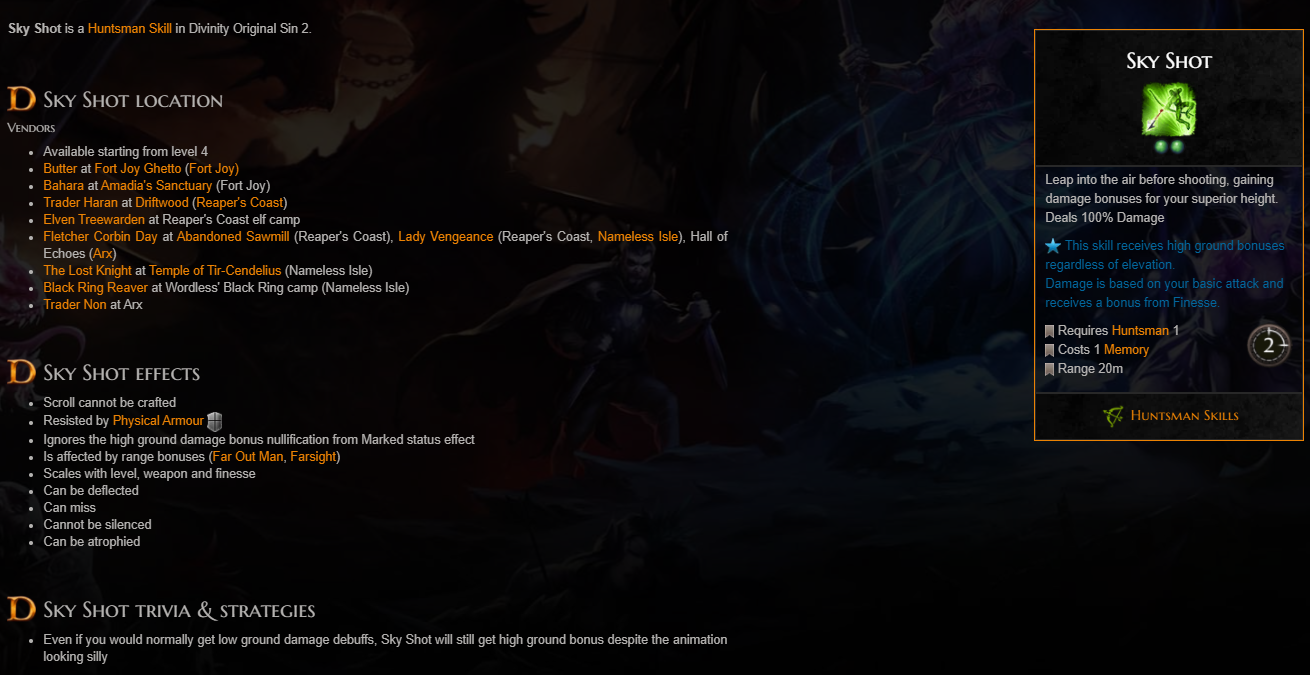 Sky Shot is a Huntsman Skill in Divinity Original Sin 2.
Sky Shot location
Vendors
Available starting from level 4
Butter at Fort Joy Ghetto (Fort Joy)
Bahara at Amadia's Sanctuary (Fort Joy)
Trader Haran at Driftwood (Reaper's Coast)
Elven Treewarden at Reaper's Coast elf camp
Fletcher Corbin Day at Abandoned Sawmill (Reaper's Coast), Lady Vengeance (Reaper's Coast, Nameless Isle), Hall of
Echoes (Arx)
The Lost Knight at Temple of Tir-Cendelius (Nameless Isle)
Black Ring Reaver at Wordless' Black Ring camp (Nameless Isle)
Trader Non at Arx
Sky Shot effects
Scroll cannot be crafted
Resisted by Physical Armour
Ignores the high ground damage bonus nullification from Marked status effect
Is affected by range bonuses (Far Out Man, Farsight)
Scales with level, weapon and finesse
Can be deflected
Can miss
Cannot be silenced
Can be atrophied
Sky Shot trivia & strategies
Even if you would normally get low ground damage debuffs, Sky Shot will still get high ground bonus despite the animation
looking silly
Sky Shot
Leap into the air before shooting, gaining
damage bonuses for your superior height.
Deals 100% Damage
This skill receives high ground bonuses
regardless of elevation.
Damage is based on your basic attack and
receives a bonus from Finesse.
Requires Huntsman 1
Costs 1 Memory
Range 20m
2
Huntsman Skills